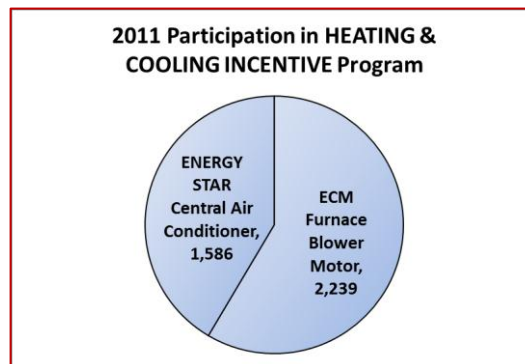 2011 Participation in HEATING &
COOLING INCENTIVE Program
ENERGY
STAR
Central Air
Conditioner,
1,586
ECM
Furnace
Blower
Motor,
2,239